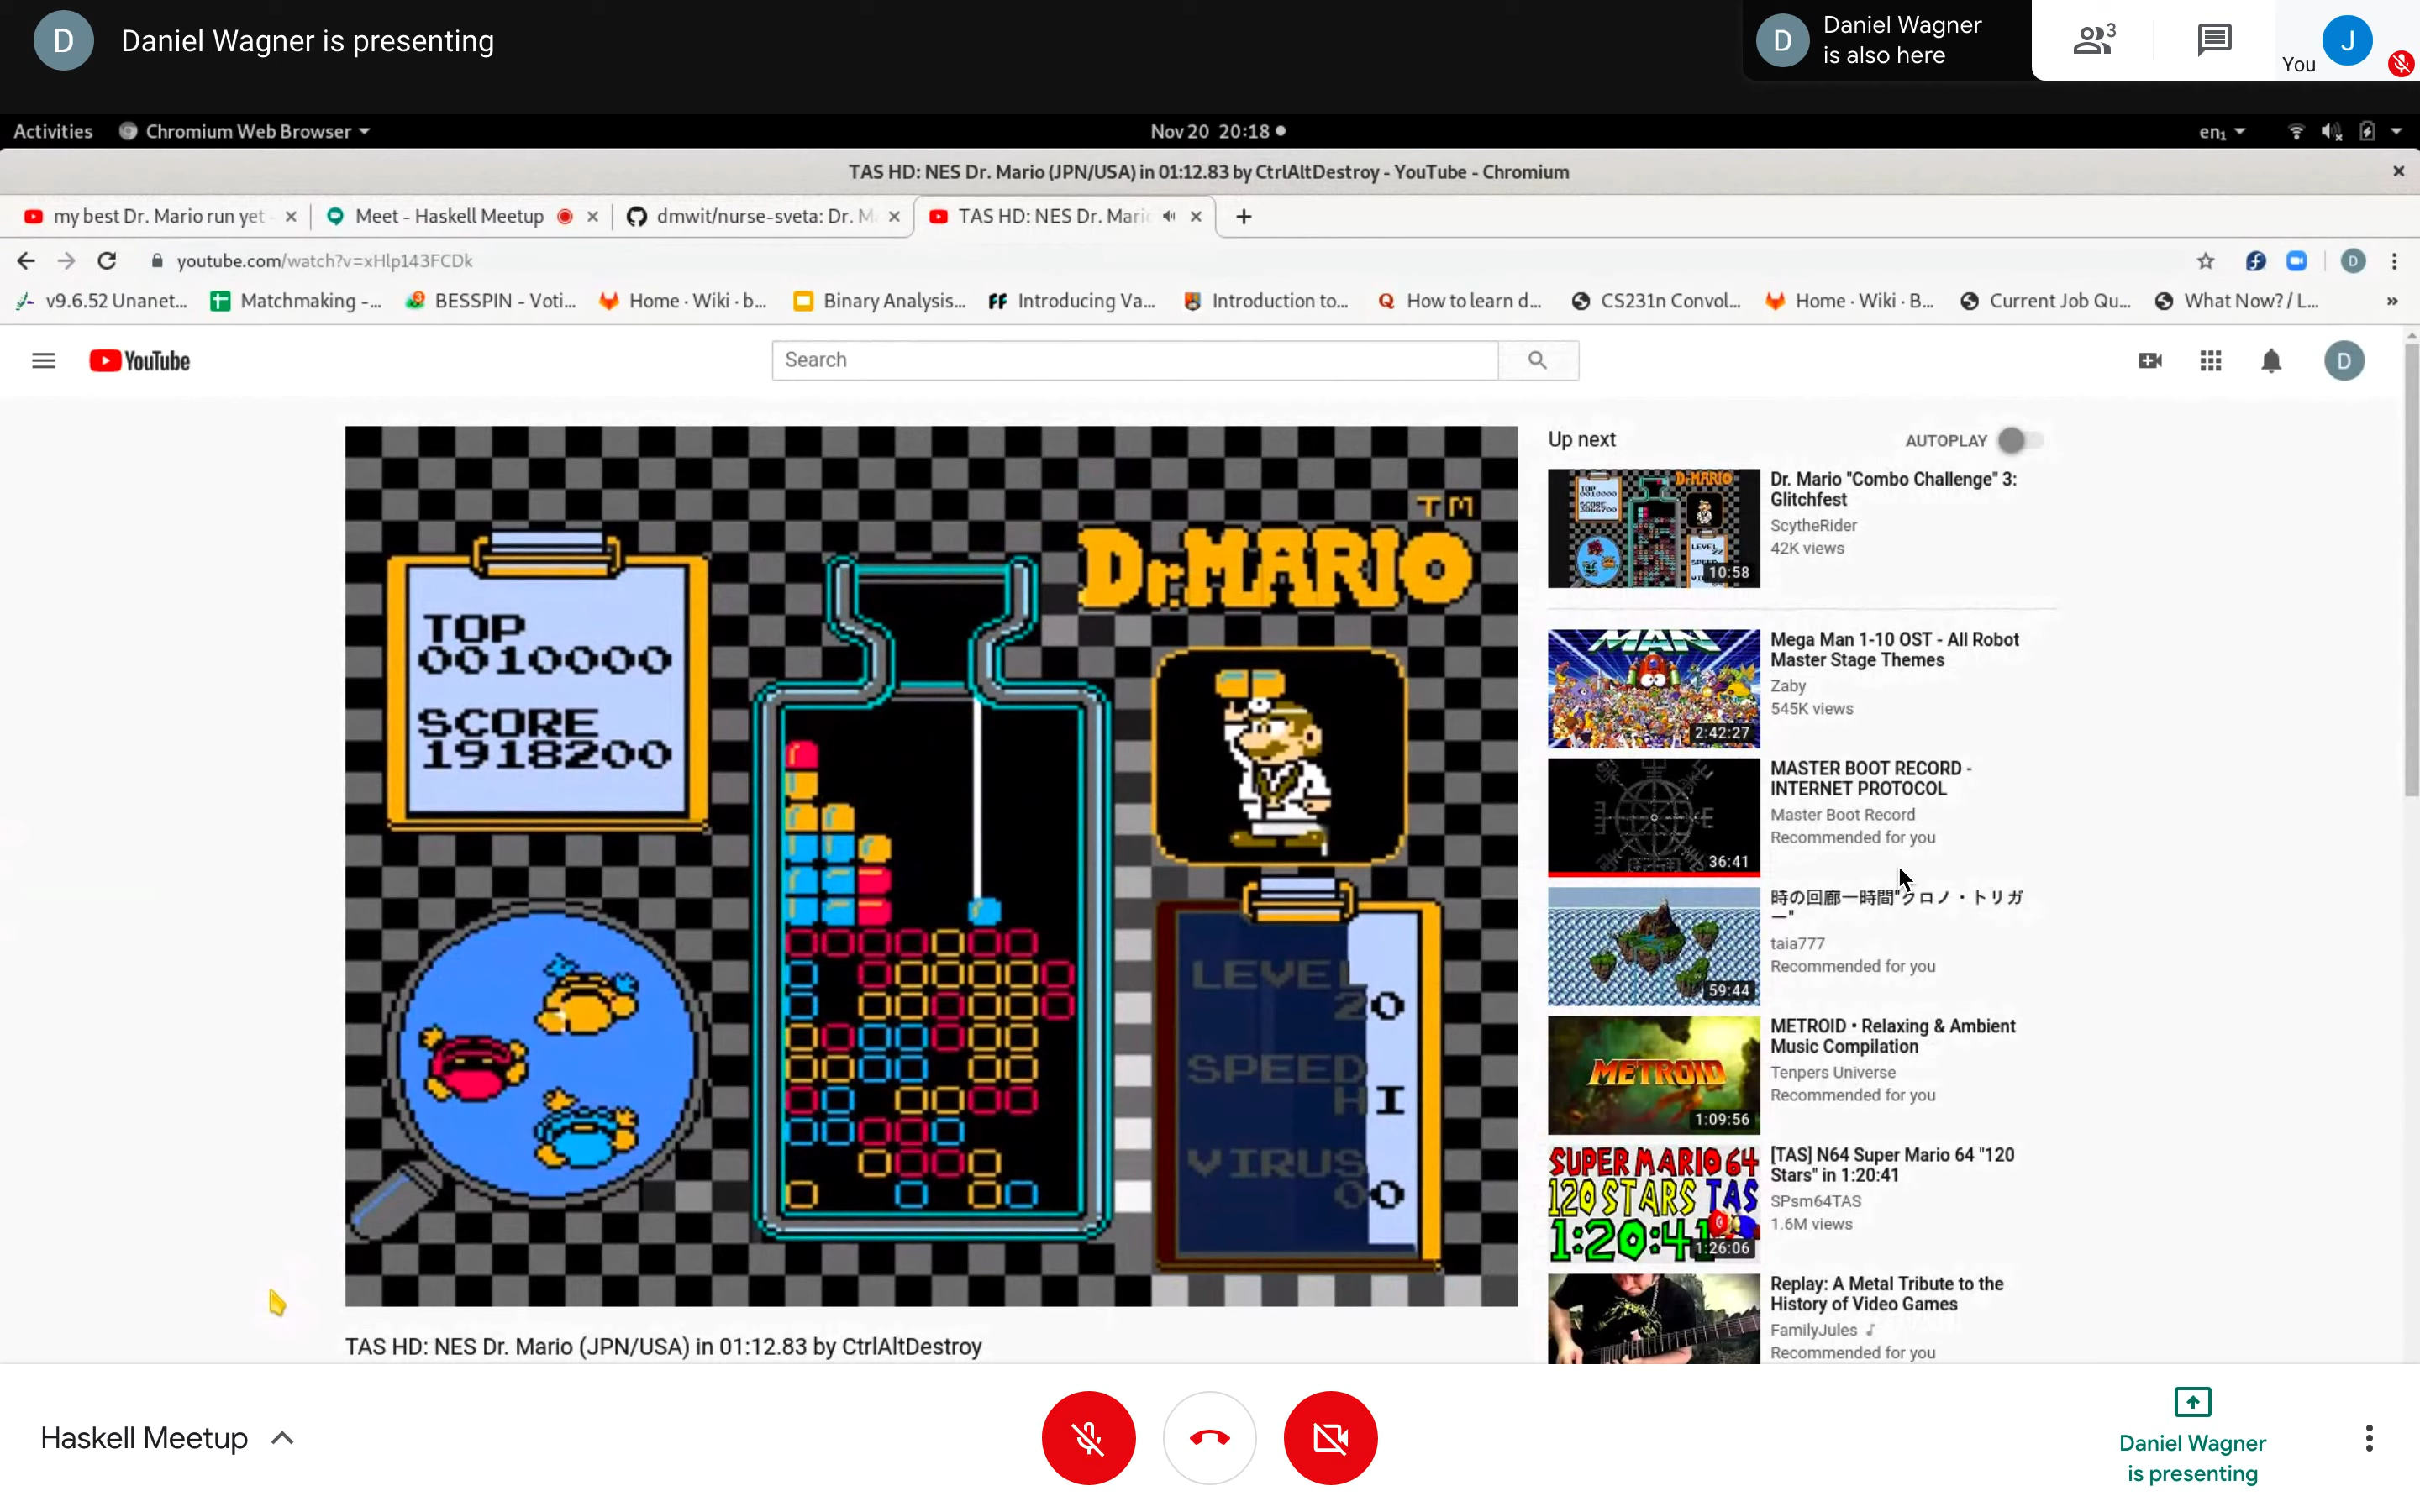 D Daniel Wagner is presenting
D Daniel Wagner is also here
3
You J
Activities Chromium Web Browser Nov 20 20:18 en₁
TAS HD: NES Dr. Mario (JPN/USA) in 01:12.83 by CtrlAltDestroy - YouTube - Chromium
my best Dr. Mario run yet - Meet - Haskell Meetup dmwit/nurse-sveta: Dr. M TAS HD: NES Dr. Mario
youtube.com/watch?v=xHlp143FCDk D
v9.6.52 Unanet... Matchmaking -... BESSPIN - Voti... Home · Wiki · b... Binary Analysis... FF Introducing Va... Introduction to... Q How to learn d... CS231n Convol... Home · Wiki · B... Current Job Qu... What Now? / L... »
YouTube Search D
TOP
0010000
SCORE
1918200
TM
Dr. MARIO
LEVEL
20
SPEED
HI
VIRUS
00
TAS HD: NES Dr. Mario (JPN/USA) in 01:12.83 by CtrlAltDestroy
Up next AUTOPLAY
Dr. Mario "Combo Challenge" 3:
Glitchfest
ScytheRider
42K views
10:58
Mega Man 1-10 OST - All Robot
Master Stage Themes
Zaby
545K views
MAN
2:42:27
MASTER BOOT RECORD -
INTERNET PROTOCOL
Master Boot Record
Recommended for you
36:41
時の回廊一時間"クロノ・トリガ
ー"
taia777
Recommended for you
59:44
METROID • Relaxing & Ambient
Music Compilation
Tenpers Universe
Recommended for you
METROID
1:09:56
[TAS] N64 Super Mario 64 "120
Stars" in 1:20:41
SPsm64TAS
1.6M views
SUPER MARIO 64
120 STARS TAS
1:20:41
1:26:06
Replay: A Metal Tribute to the
History of Video Games
FamilyJules ♪
Recommended for you
Haskell Meetup
Daniel Wagner
is presenting